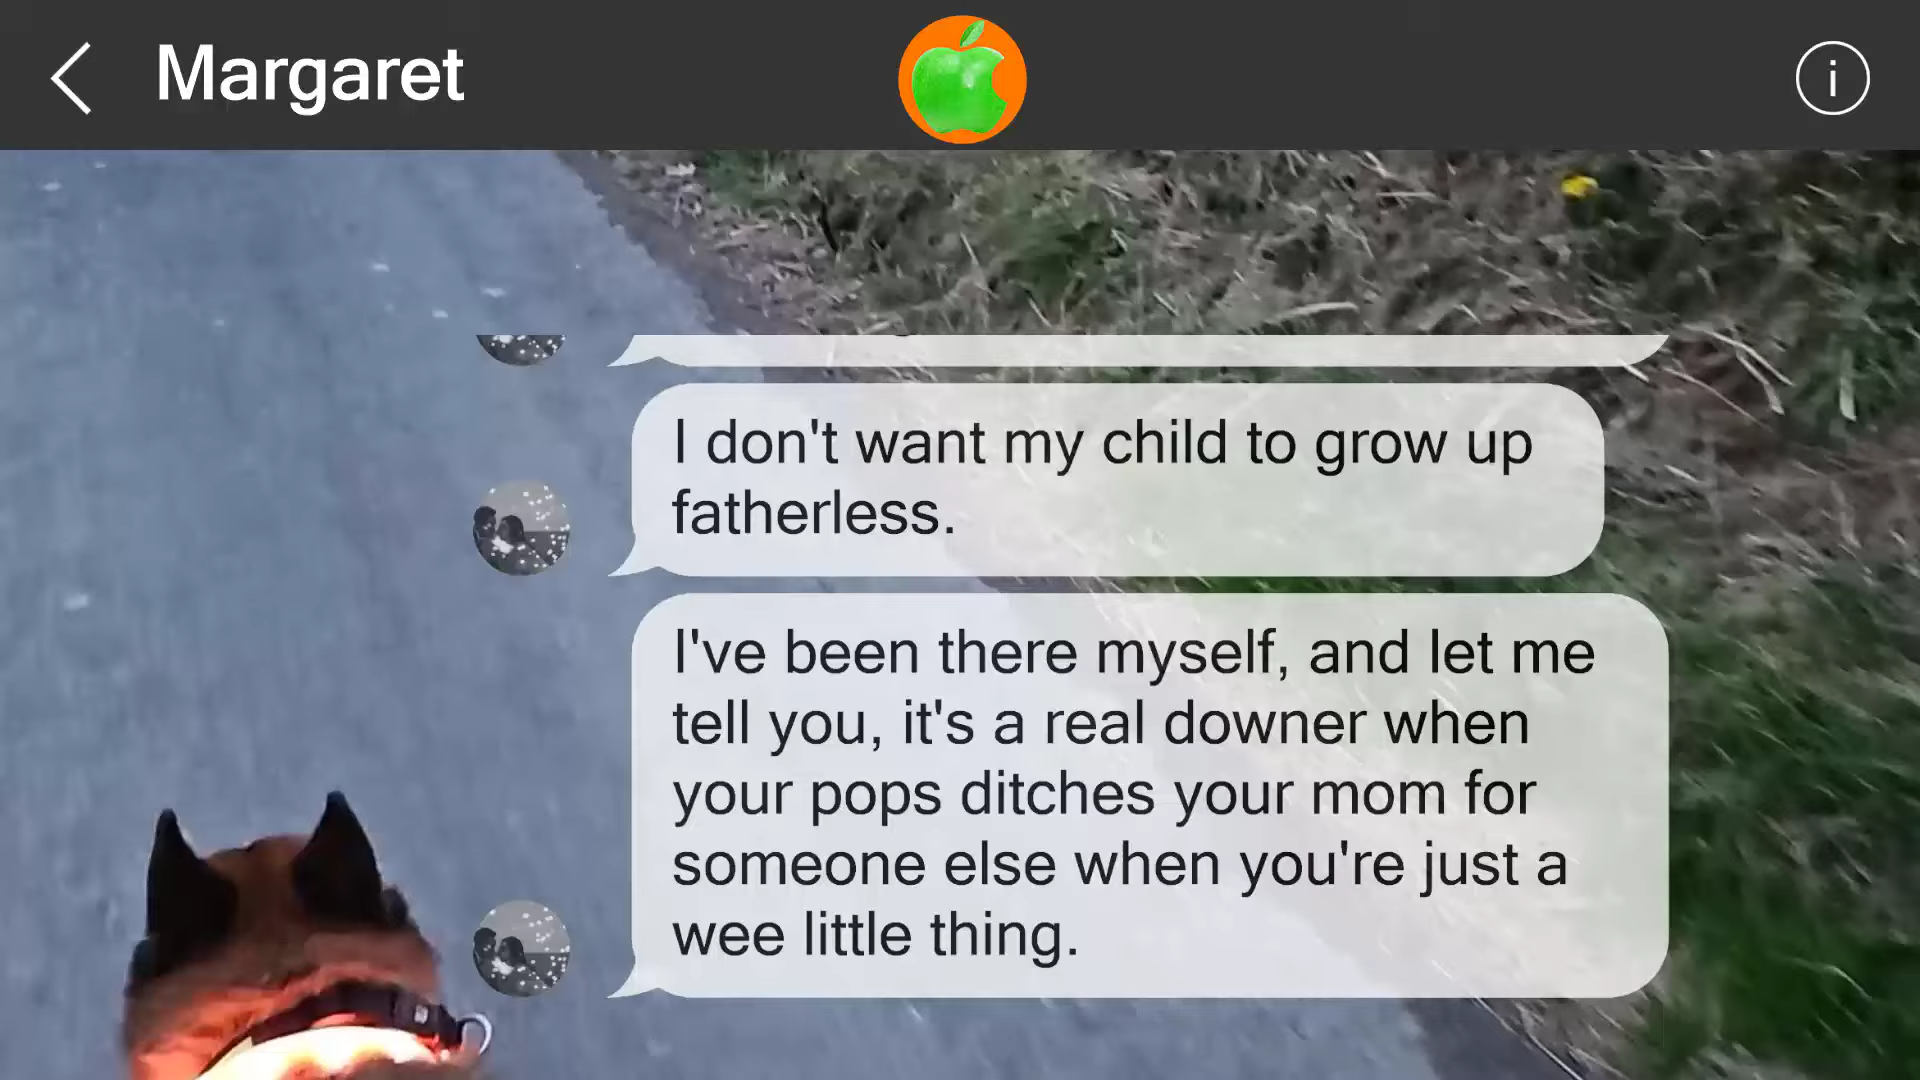 Margaret
i
I don't want my child to grow up
fatherless.
I've been there myself, and let me
tell you, it's a real downer when
your pops ditches your mom for
someone else when you're just a
wee little thing.